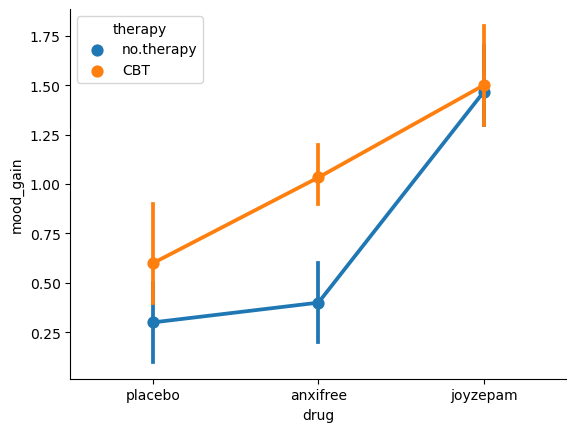 therapy
no.therapy
CBT
1.75
1.50
1.25
1.00
0.75
0.50
0.25
mood_gain
placebo
anxifree
joyzepam
drug